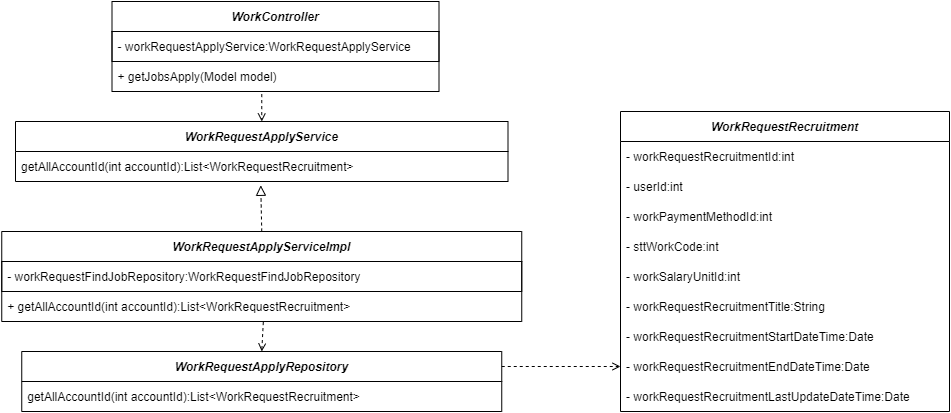 WorkController
- workRequestApplyService:WorkRequestApplyService
+ getJobsApply(Model model)
WorkRequestApplyService
getAllAccountId(int accountId):List<WorkRequestRecruitment>
WorkRequestApplyServiceImpl
- workRequestFindJobRepository:WorkRequestFindJobRepository
+ getAllAccountId(int accountId):List<WorkRequestRecruitment>
WorkRequestApplyRepository
getAllAccountId(int accountId):List<WorkRequestRecruitment>
WorkRequestRecruitment
- workRequestRecruitmentId:int
- userId:int
- workPaymentMethodId:int
- sttWorkCode:int
- workSalaryUnitId:int
- workRequestRecruitmentTitle:String
- workRequestRecruitmentStartDateTime:Date
- workRequestRecruitmentEndDateTime:Date
- workRequestRecruitmentLastUpdateDateTime:Date